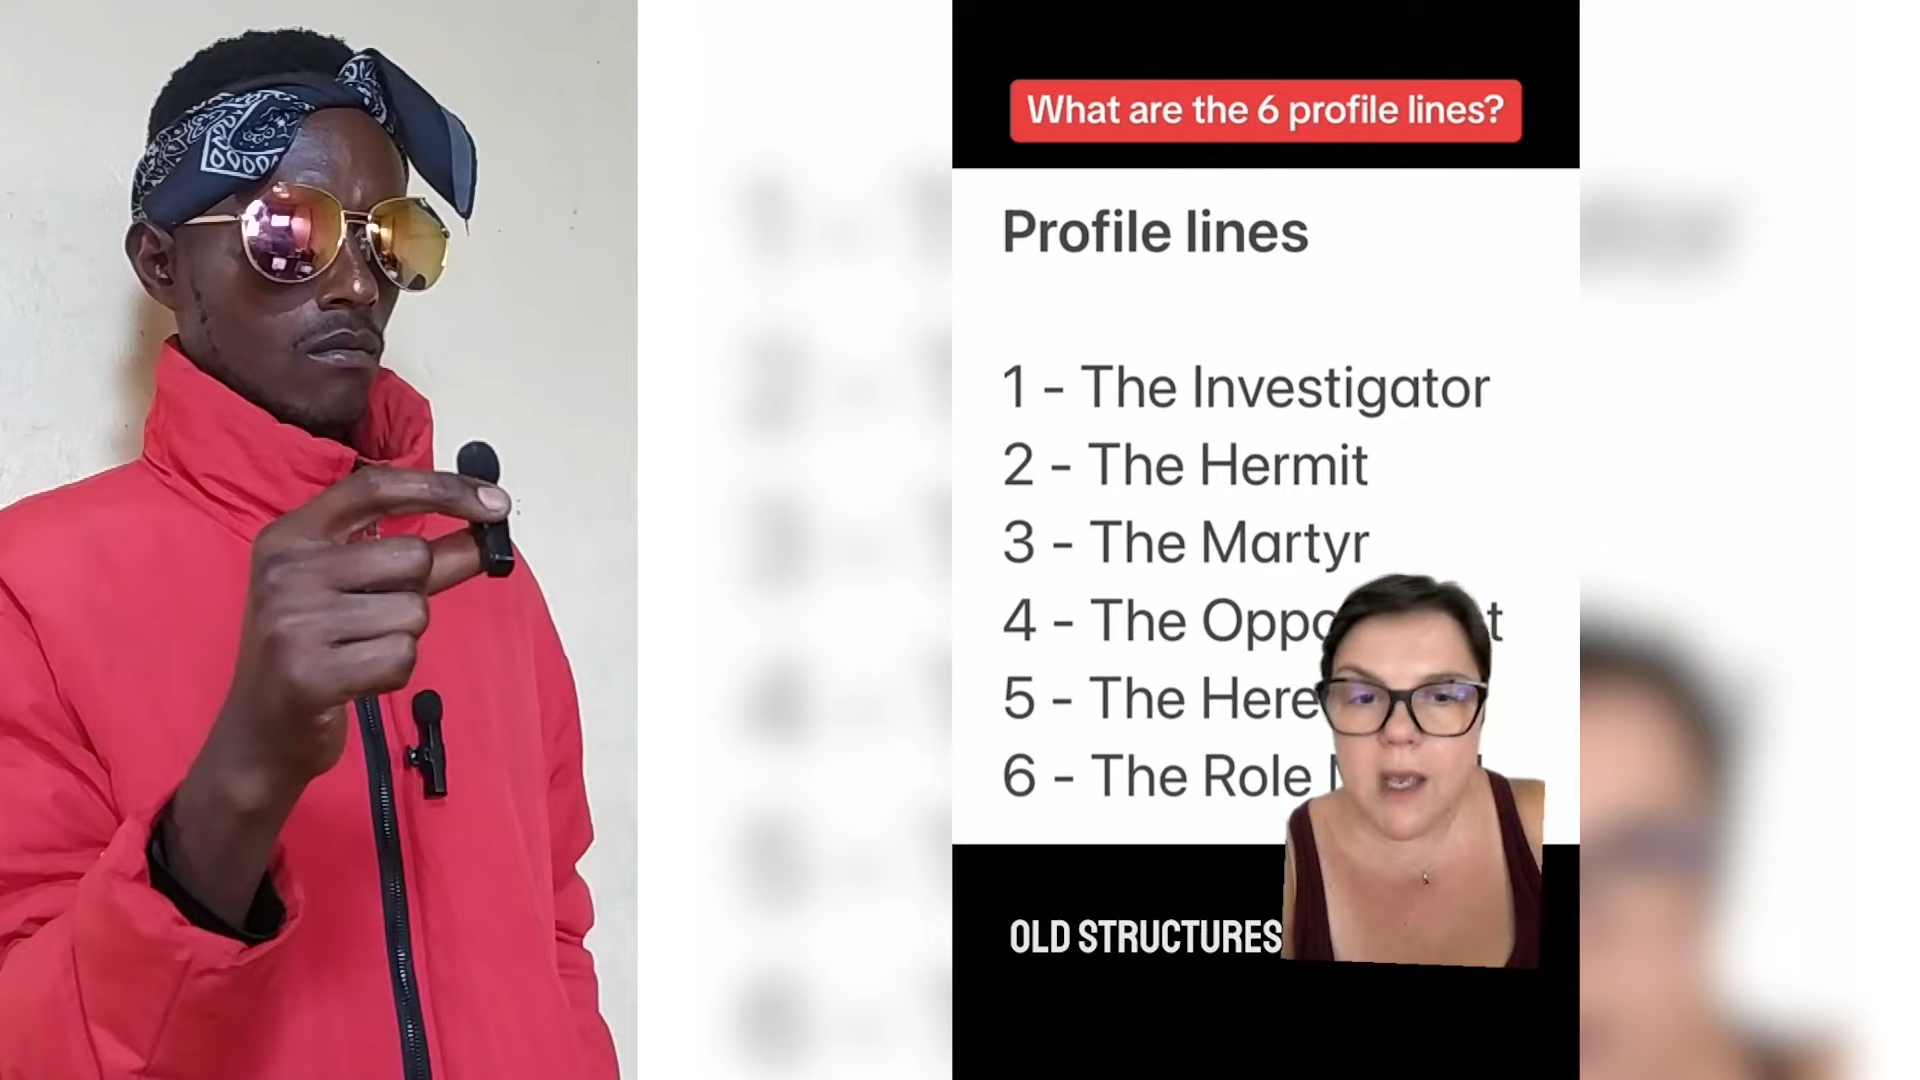 What are the 6 profile lines?
Profile lines
1 - The Investigator
2 - The Hermit
3 - The Martyr
4 - The
5 - The
6 - The Role
OLD STRUCTURES